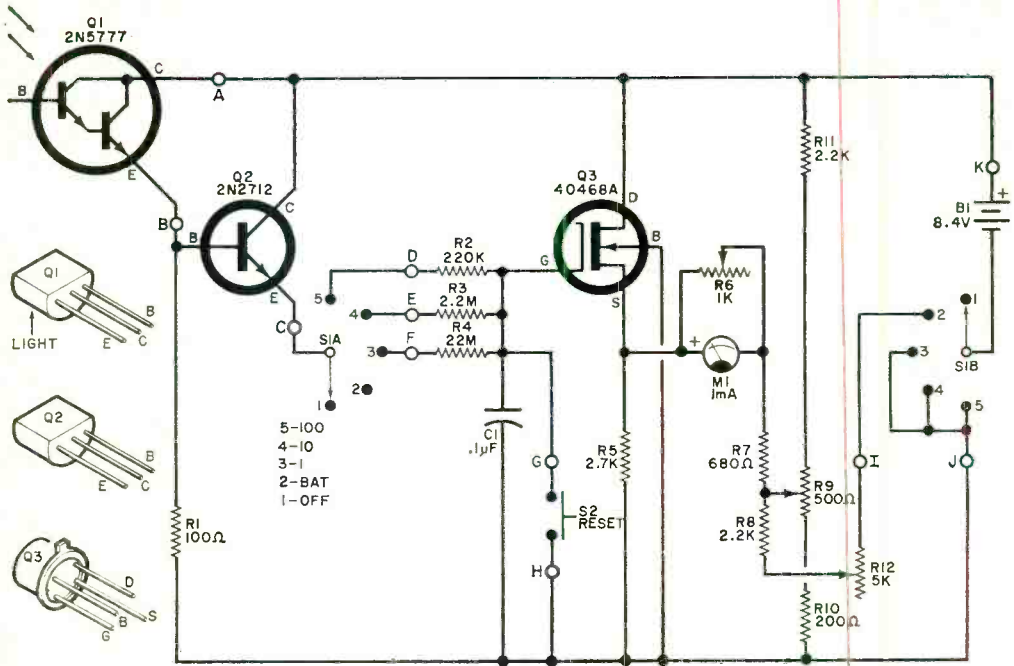 Q1
2N5777
C
B
E
A
B
Q2
2N2712
B
C
E
C
Q1
LIGHT
B
C
E
Q2
B
C
E
Q3
D
S
B
G
R1
100Ω
S1A
5
4
3
2
1
5-100
4-10
3-1
2-BAT
1-OFF
D
R2
220K
E
R3
2.2M
F
R4
22M
C1
.1µF
G
S2
RESET
H
Q3
40468A
D
G
B
S
R5
2.7K
R6
1K
+
M1
1mA
R7
680Ω
R8
2.2K
R11
2.2K
R9
500Ω
R10
200Ω
R12
5K
K
+
B1
8.4V
1
2
3
S1B
4
5
I
J